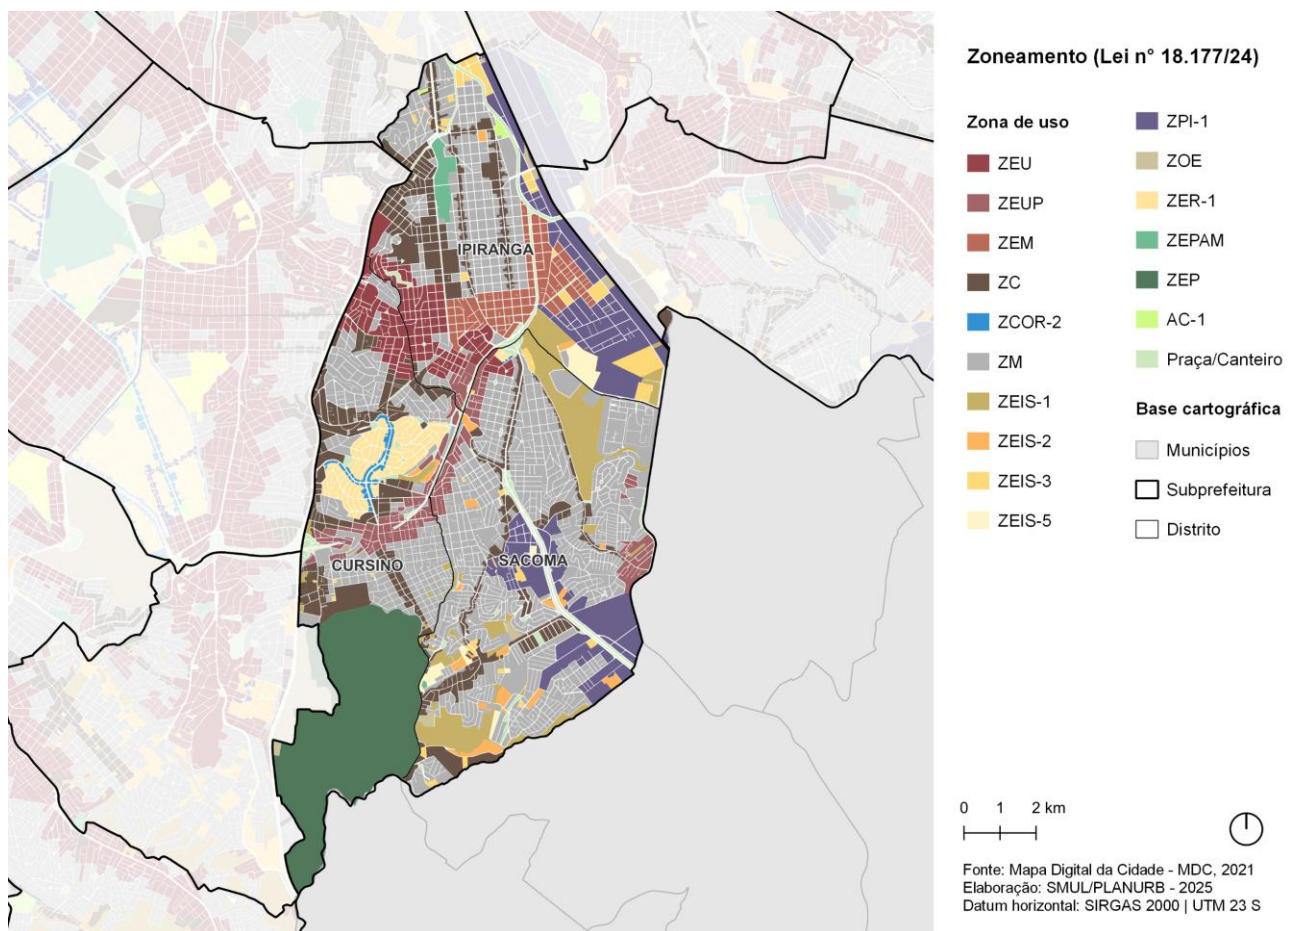 IPIRANGA
CURSINO
SACOMA
Zoneamento (Lei n° 18.177/24)
Zona de uso
ZEU
ZEUP
ZEM
ZC
ZCOR-2
ZM
ZEIS-1
ZEIS-2
ZEIS-3
ZEIS-5
ZPI-1
ZOE
ZER-1
ZEPAM
ZEP
AC-1
Praça/Canteiro
Base cartográfica
Municípios
Subprefeitura
Distrito
0 1 2 km
Fonte: Mapa Digital da Cidade - MDC, 2021
Elaboração: SMUL/PLANURB - 2025
Datum horizontal: SIRGAS 2000 | UTM 23 S